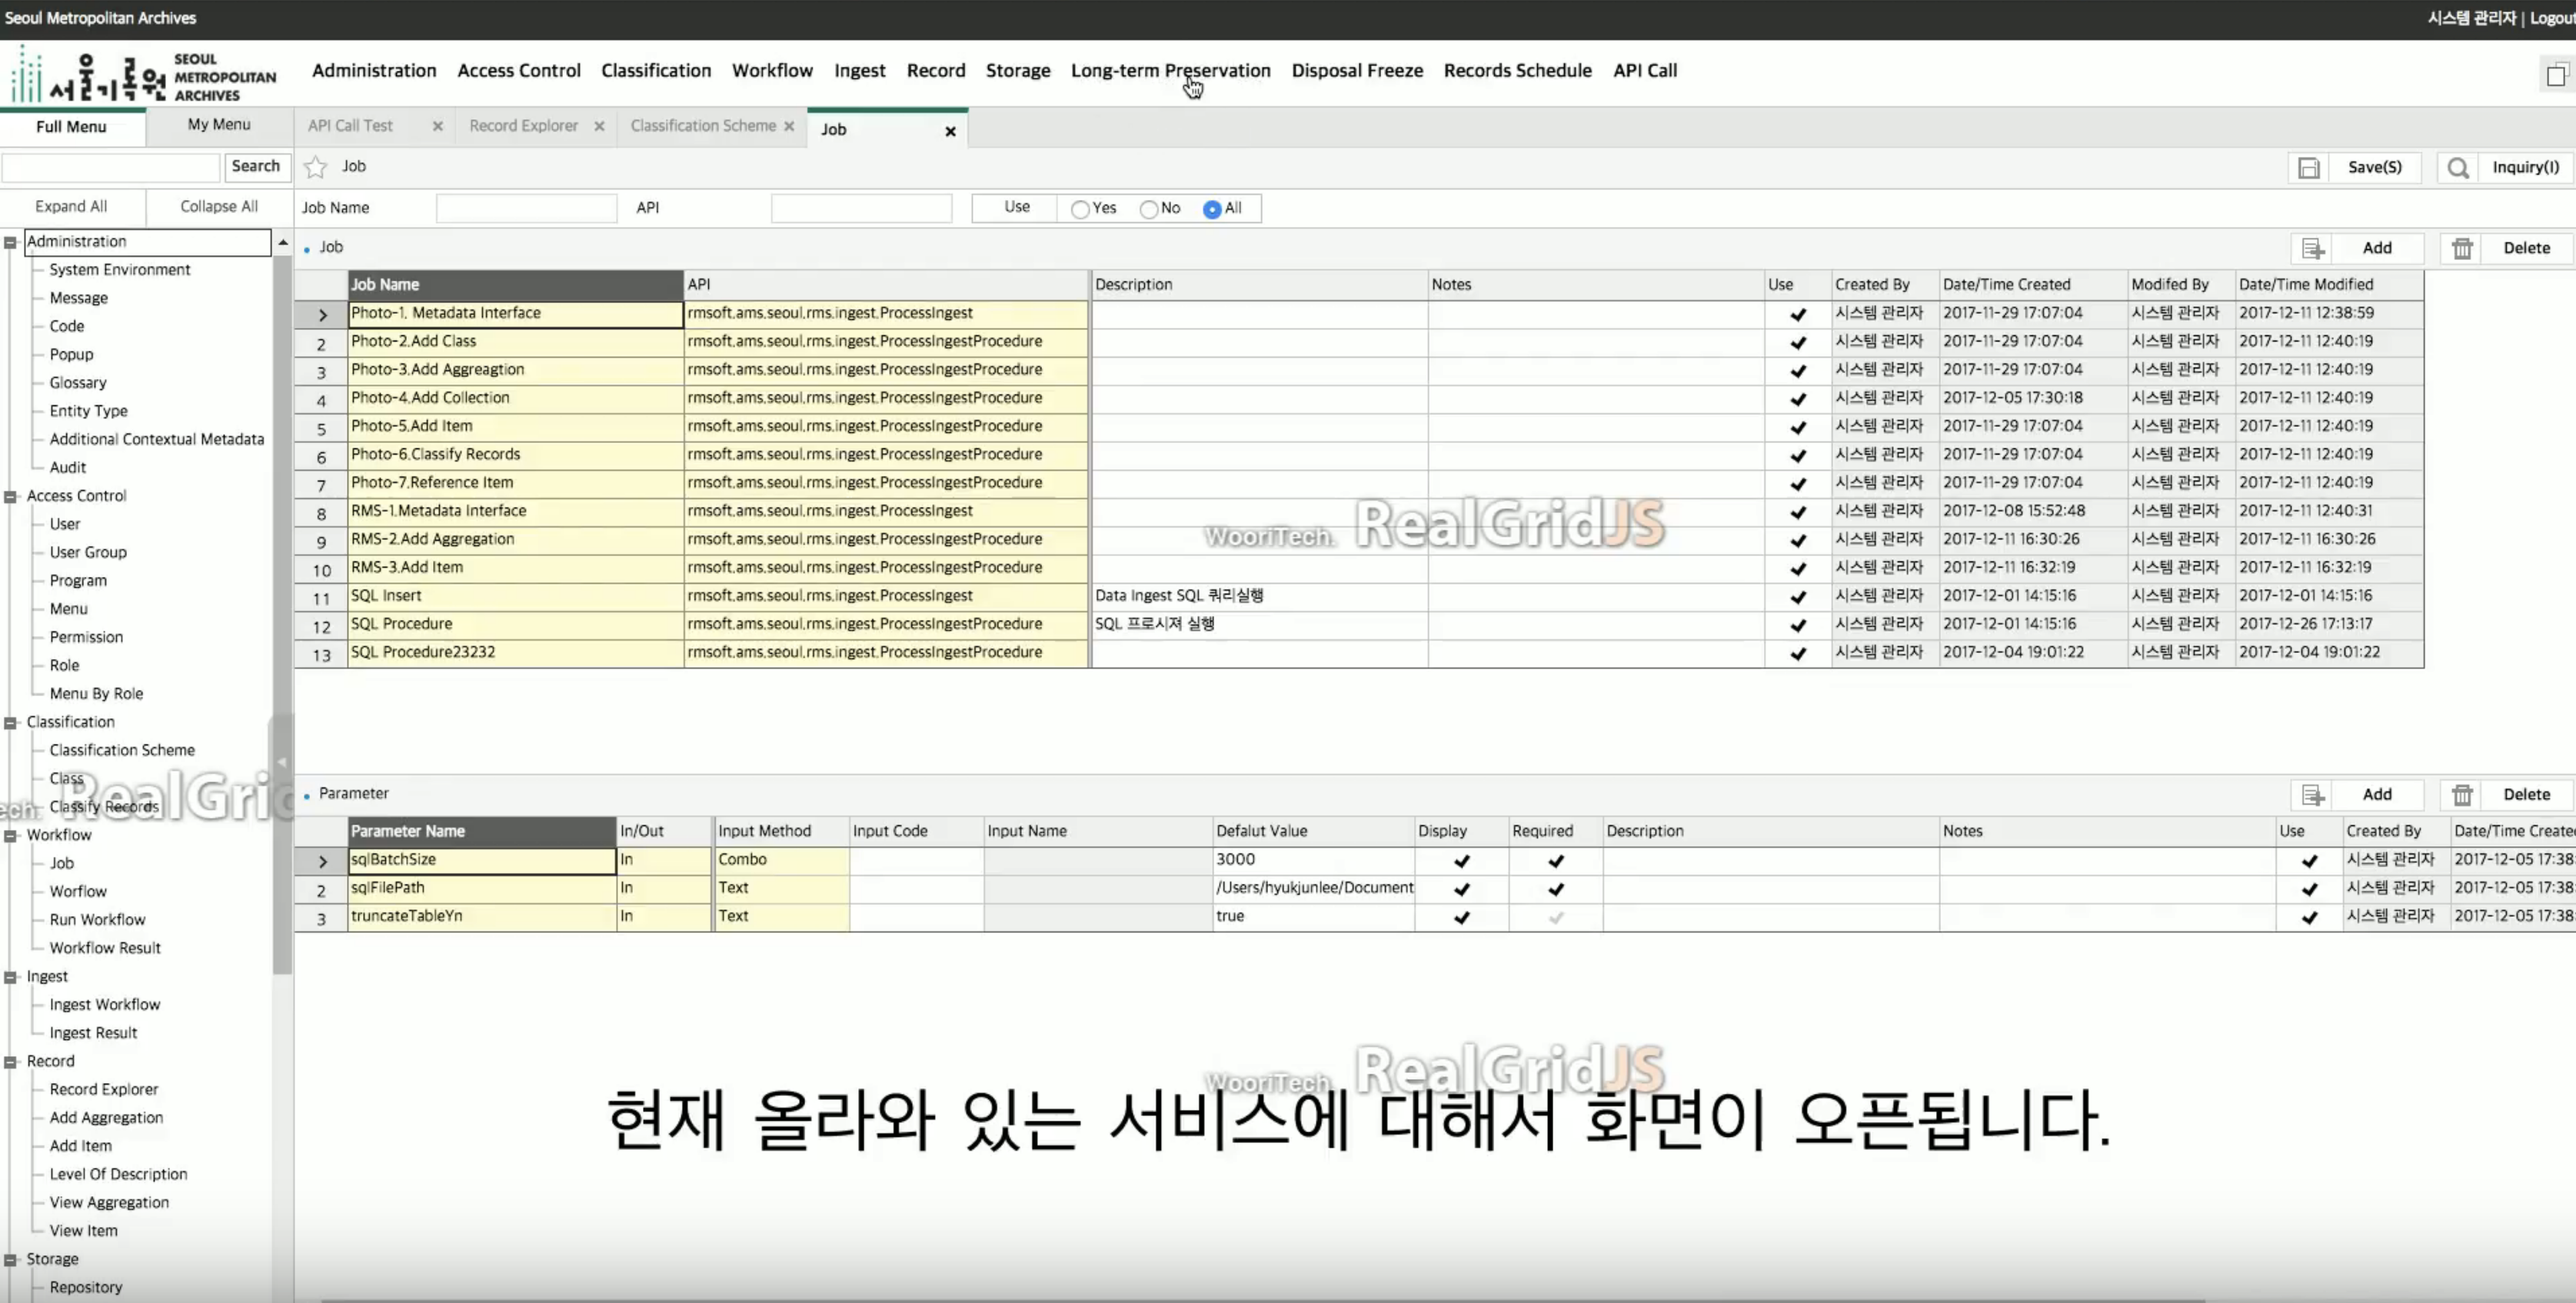 Seoul Metropolitan Archives
시스템 관리자 | Logout
서울기록원
SEOUL
METROPOLITAN
ARCHIVES
Administration Access Control Classification Workflow Ingest Record Storage Long-term Preservation Disposal Freeze Records Schedule API Call
Full Menu My Menu API Call Test Record Explorer Classification Scheme Job
Search Job Save(S) Inquiry(I)
Expand All Collapse All
Job Name API Use Yes No All
Administration
System Environment
Message
Code
Popup
Glossary
Entity Type
Additional Contextual Metadata
Audit
Access Control
User
User Group
Program
Menu
Permission
Role
Menu By Role
Classification
Classification Scheme
Class
Classify Records
Workflow
Job
Worflow
Run Workflow
Workflow Result
Ingest
Ingest Workflow
Ingest Result
Record
Record Explorer
Add Aggregation
Add Item
Level Of Description
View Aggregation
View Item
Storage
Repository
Job Add Delete
Job Name API Description Notes Use Created By Date/Time Created Modifed By Date/Time Modified
Photo-1. Metadata Interface rmsoft.ams.seoul.rms.ingest.ProcessIngest 시스템 관리자 2017-11-29 17:07:04 시스템 관리자 2017-12-11 12:38:59
2 Photo-2.Add Class rmsoft.ams.seoul.rms.ingest.ProcessIngestProcedure 시스템 관리자 2017-11-29 17:07:04 시스템 관리자 2017-12-11 12:40:19
3 Photo-3.Add Aggreagtion rmsoft.ams.seoul.rms.ingest.ProcessIngestProcedure 시스템 관리자 2017-11-29 17:07:04 시스템 관리자 2017-12-11 12:40:19
4 Photo-4.Add Collection rmsoft.ams.seoul.rms.ingest.ProcessIngestProcedure 시스템 관리자 2017-12-05 17:30:18 시스템 관리자 2017-12-11 12:40:19
5 Photo-5.Add Item rmsoft.ams.seoul.rms.ingest.ProcessIngestProcedure 시스템 관리자 2017-11-29 17:07:04 시스템 관리자 2017-12-11 12:40:19
6 Photo-6.Classify Records rmsoft.ams.seoul.rms.ingest.ProcessIngestProcedure 시스템 관리자 2017-11-29 17:07:04 시스템 관리자 2017-12-11 12:40:19
7 Photo-7.Reference Item rmsoft.ams.seoul.rms.ingest.ProcessIngestProcedure 시스템 관리자 2017-11-29 17:07:04 시스템 관리자 2017-12-11 12:40:19
8 RMS-1.Metadata Interface rmsoft.ams.seoul.rms.ingest.ProcessIngest 시스템 관리자 2017-12-08 15:52:48 시스템 관리자 2017-12-11 12:40:31
9 RMS-2.Add Aggregation rmsoft.ams.seoul.rms.ingest.ProcessIngestProcedure 시스템 관리자 2017-12-11 16:30:26 시스템 관리자 2017-12-11 16:30:26
10 RMS-3.Add Item rmsoft.ams.seoul.rms.ingest.ProcessIngestProcedure 시스템 관리자 2017-12-11 16:32:19 시스템 관리자 2017-12-11 16:32:19
11 SQL Insert rmsoft.ams.seoul.rms.ingest.ProcessIngest Data Ingest SQL 쿼리실행 시스템 관리자 2017-12-01 14:15:16 시스템 관리자 2017-12-01 14:15:16
12 SQL Procedure rmsoft.ams.seoul.rms.ingest.ProcessIngestProcedure SQL 프로시져 실행 시스템 관리자 2017-12-01 14:15:16 시스템 관리자 2017-12-26 17:13:17
13 SQL Procedure23232 rmsoft.ams.seoul.rms.ingest.ProcessIngestProcedure 시스템 관리자 2017-12-04 19:01:22 시스템 관리자 2017-12-04 19:01:22
WooriTech. RealGridJS
ech. RealGrid
Parameter Add Delete
Parameter Name In/Out Input Method Input Code Input Name Defalut Value Display Required Description Notes Use Created By Date/Time Create
sqlBatchSize In Combo 3000 시스템 관리자 2017-12-05 17:38
2 sqlFilePath In Text /Users/hyukjunlee/Document 시스템 관리자 2017-12-05 17:38
3 truncateTableYn In Text true 시스템 관리자 2017-12-05 17:38
WooriTech. RealGridJS
현재 올라와 있는 서비스에 대해서 화면이 오픈됩니다.